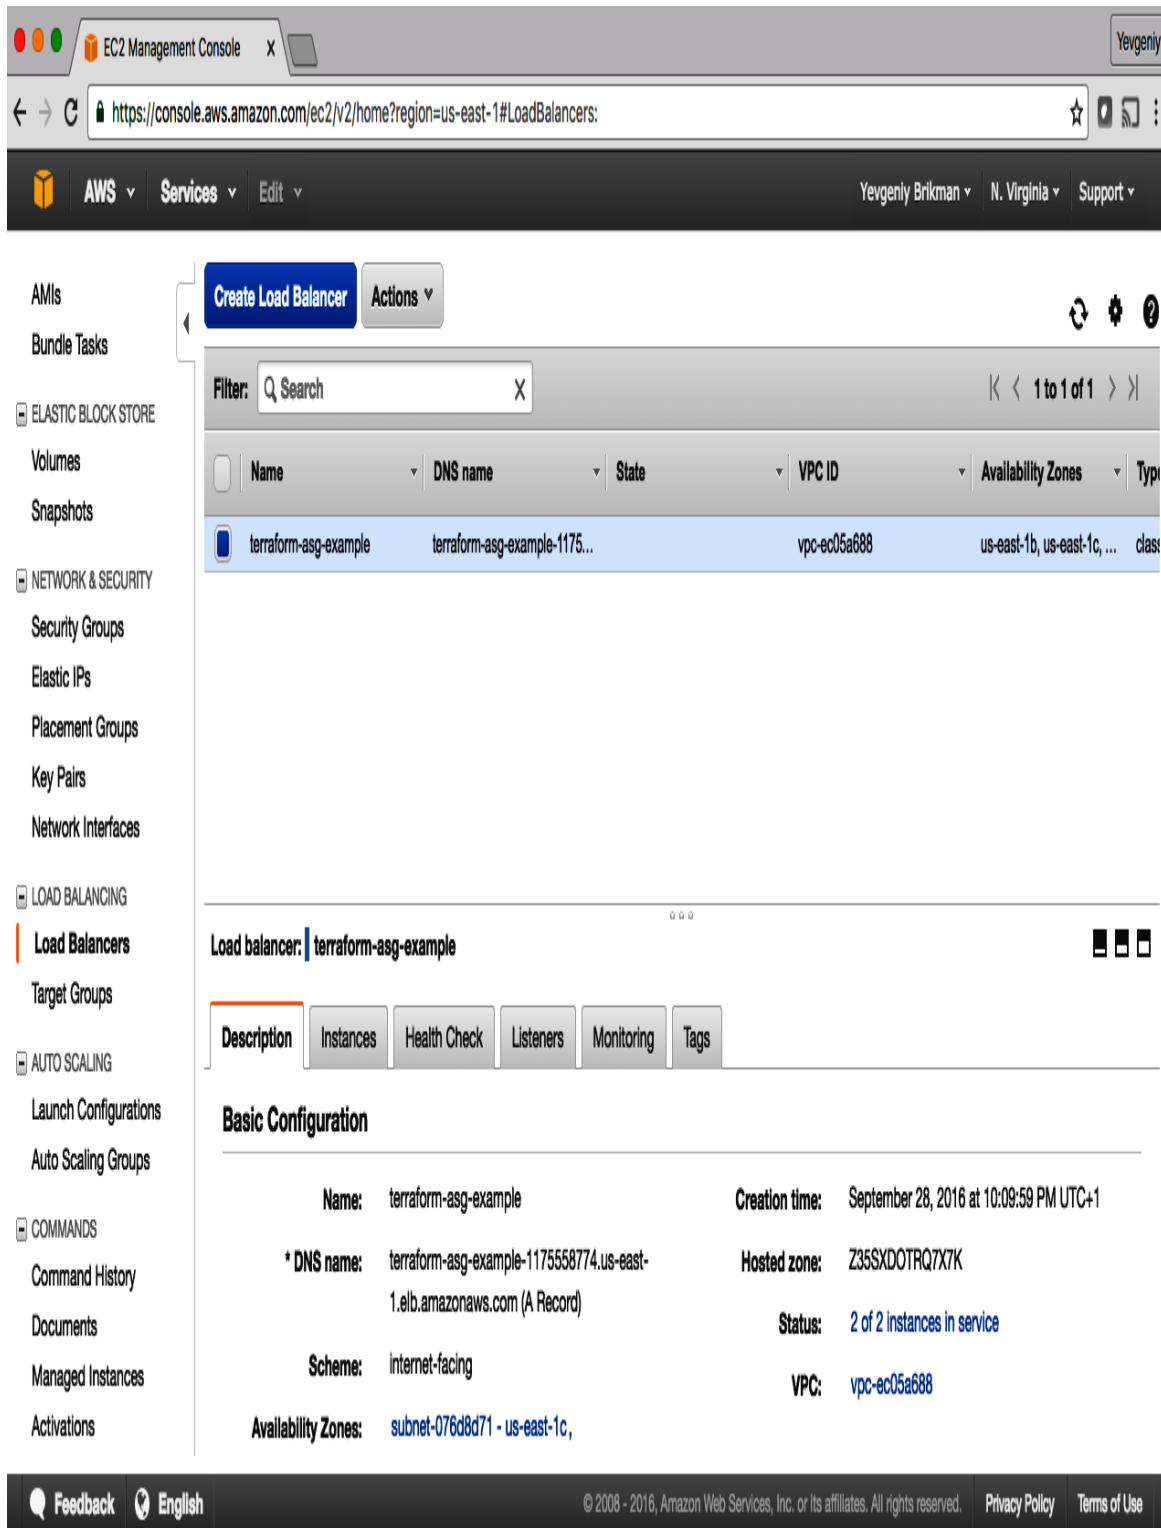 EC2 Management Console x
Yevgeniy
https://console.aws.amazon.com/ec2/v2/home?region=us-east-1#LoadBalancers:
AWS Services Edit Yevgeniy Brikman N. Virginia Support
AMIs
Bundle Tasks
ELASTIC BLOCK STORE
Volumes
Snapshots
NETWORK & SECURITY
Security Groups
Elastic IPs
Placement Groups
Key Pairs
Network Interfaces
LOAD BALANCING
Load Balancers
Target Groups
AUTO SCALING
Launch Configurations
Auto Scaling Groups
COMMANDS
Command History
Documents
Managed Instances
Activations
Create Load Balancer Actions
Filter: Search X 1 to 1 of 1
Name DNS name State VPC ID Availability Zones Type
terraform-asg-example terraform-asg-example-1175... vpc-ec05a688 us-east-1b, us-east-1c, ... class
Load balancer: terraform-asg-example
Description Instances Health Check Listeners Monitoring Tags
Basic Configuration
Name: terraform-asg-example
* DNS name: terraform-asg-example-1175558774.us-east-
1.elb.amazonaws.com (A Record)
Scheme: internet-facing
Availability Zones: subnet-076d8d71 - us-east-1c,
Creation time: September 28, 2016 at 10:09:59 PM UTC+1
Hosted zone: Z35SXDOTRQ7X7K
Status: 2 of 2 instances in service
VPC: vpc-ec05a688
Feedback English © 2008 - 2016, Amazon Web Services, Inc. or its affiliates. All rights reserved. Privacy Policy Terms of Use